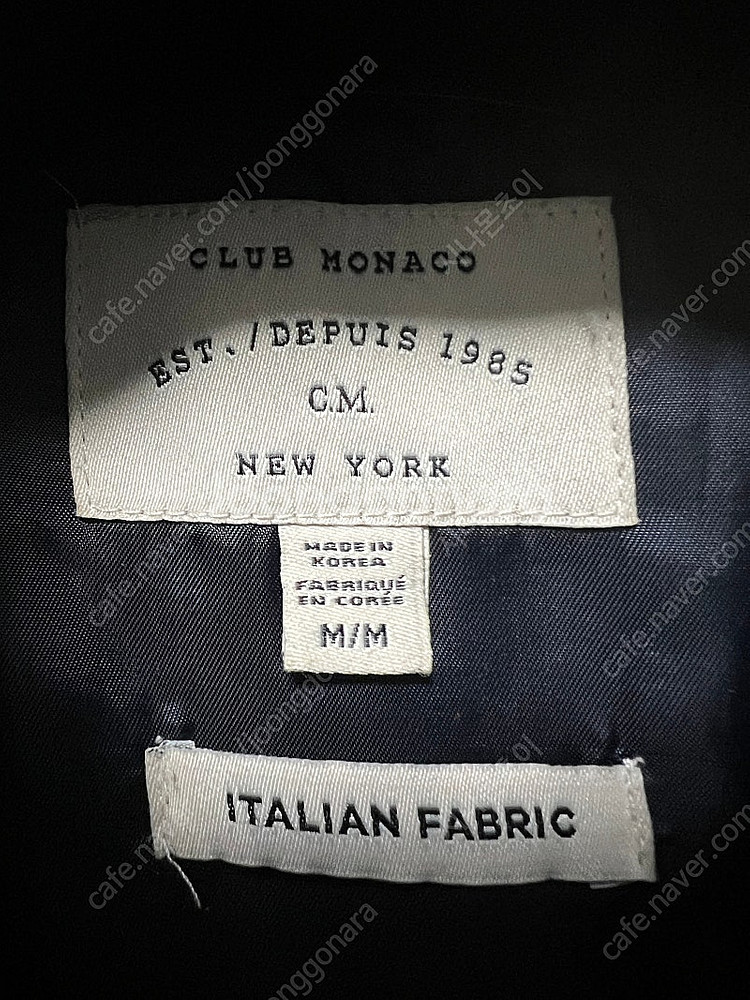 CLUB MONACO
EST./DEPUIS 1985
C.M.
NEW YORK
MADE IN
KOREA
FABRIQUÉ
EN CORÉE
M/M
ITALIAN FABRIC
cafe.naver.com/joonggonara